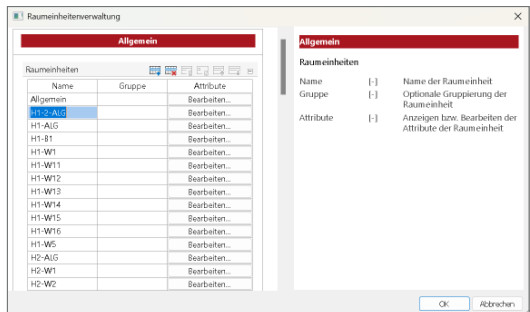 Raumeinheitenverwaltung
Allgemein
Raumeinheiten
Name Gruppe Attribute
Allgemein Bearbeiten...
H1-2-ALG Bearbeiten...
H1-ALG Bearbeiten...
H1-B1 Bearbeiten...
H1-W1 Bearbeiten...
H1-W11 Bearbeiten...
H1-W12 Bearbeiten...
H1-W13 Bearbeiten...
H1-W14 Bearbeiten...
H1-W15 Bearbeiten...
H1-W16 Bearbeiten...
H1-W5 Bearbeiten...
H2-ALG Bearbeiten...
H2-W1 Bearbeiten...
H2-W2 Bearbeiten...
Allgemein
Raumeinheiten
Name [-] Name der Raumeinheit
Gruppe [-] Optionale Gruppierung der
Raumeinheit
Attribute [-] Anzeigen bzw. Bearbeiten der
Attribute der Raumeinheit
OK Abbrechen